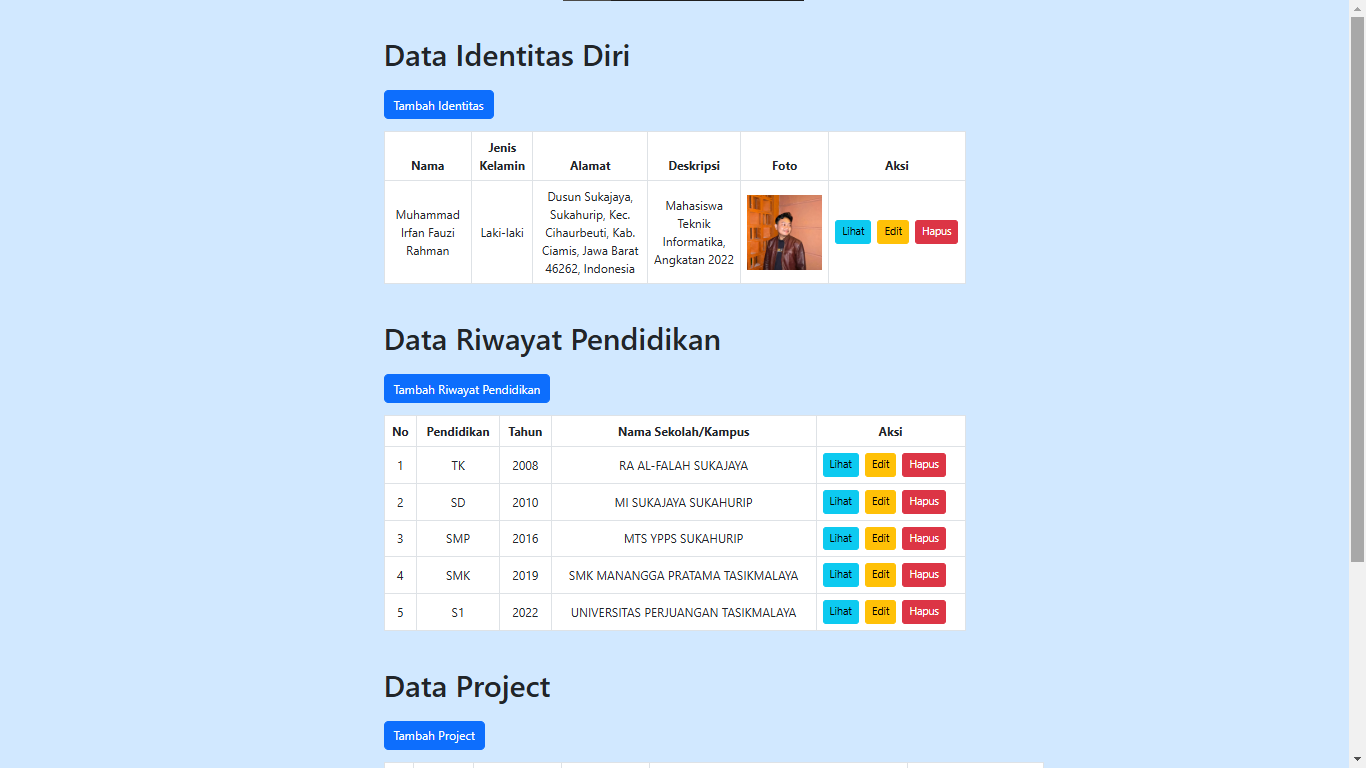 Data Identitas Diri
Tambah Identitas
Nama Jenis Kelamin Alamat Deskripsi Foto Aksi
Muhammad Irfan Fauzi Rahman Laki-laki Dusun Sukajaya, Sukahurip, Kec. Cihaurbeuti, Kab. Ciamis, Jawa Barat 46262, Indonesia Mahasiswa Teknik Informatika, Angkatan 2022 Lihat Edit Hapus
Data Riwayat Pendidikan
Tambah Riwayat Pendidikan
No Pendidikan Tahun Nama Sekolah/Kampus Aksi
1 TK 2008 RA AL-FALAH SUKAJAYA Lihat Edit Hapus
2 SD 2010 MI SUKAJAYA SUKAHURIP Lihat Edit Hapus
3 SMP 2016 MTS YPPS SUKAHURIP Lihat Edit Hapus
4 SMK 2019 SMK MANANGGA PRATAMA TASIKMALAYA Lihat Edit Hapus
5 S1 2022 UNIVERSITAS PERJUANGAN TASIKMALAYA Lihat Edit Hapus
Data Project
Tambah Project